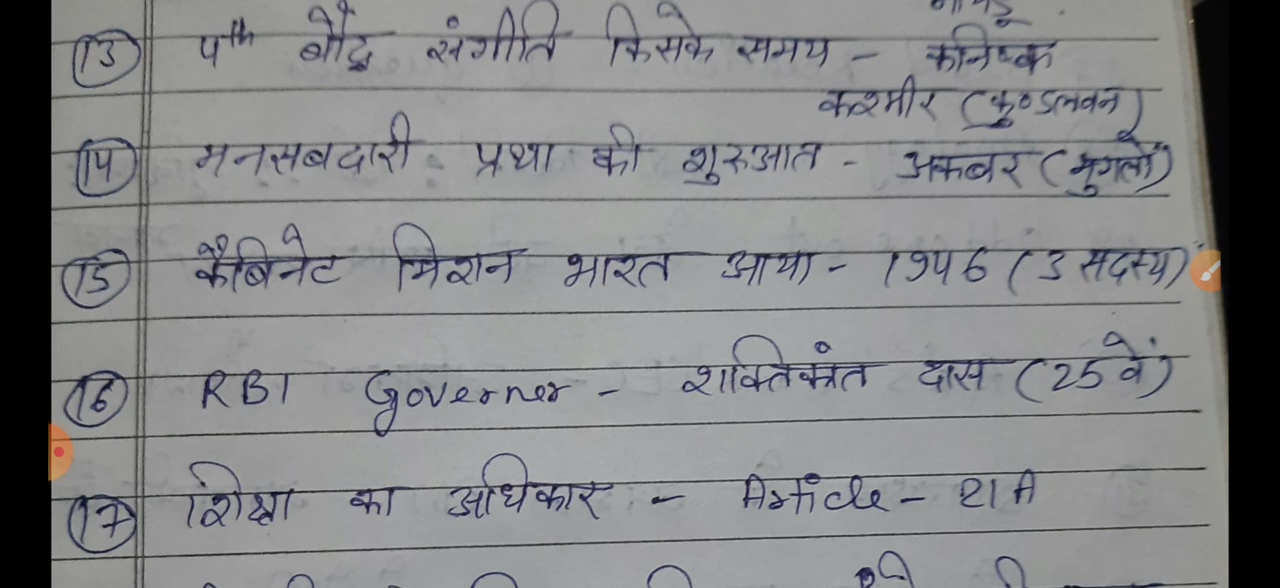 (13) 4th बौद्ध संगीति किसके समय - कनिष्क
कश्मीर (कुण्डलवन)
(14) मनसबदारी प्रथा की शुरुआत - अकबर (मुगलों)
(15) कैबिनेट मिशन भारत आया - 1946 (3 सदस्य)
(16) RBI Governer - शक्तिकांत दास (25 वें)
(17) शिक्षा का अधिकार - Article - 21A